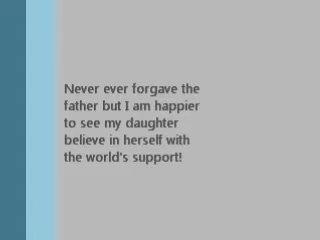 Never ever forgave the
father but I am happier
to see my daughter
believe in herself with
the world's support!